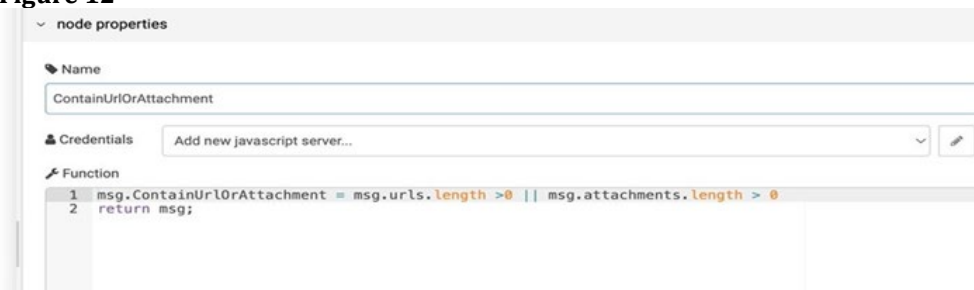 Figure 12
node properties
Name
ContainUrlOrAttachment
Credentials Add new javascript server...
Function
1 msg.ContainUrlOrAttachment = msg.urls.length >0 || msg.attachments.length > 0
2 return msg;